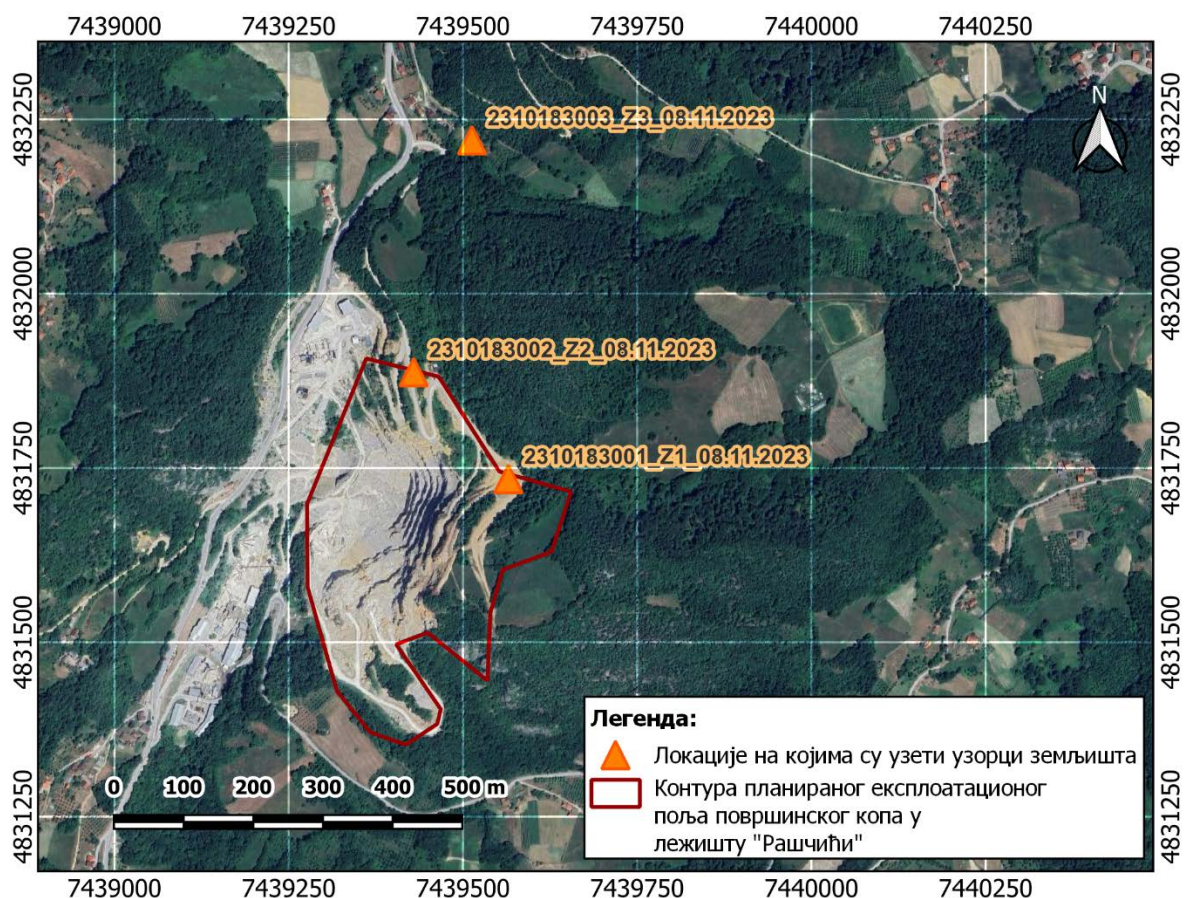 7439000 7439250 7439500 7439750 7440000 7440250
N
4832250 4832250
2310183003_Z3_08.11.2023
4832000 4832000
2310183002_Z2_08.11.2023
2310183001_Z1_08.11.2023
4831750 4831750
4831500 4831500
Легенда:
Локације на којима су узети узорци земљишта
Контура планираног експлоатационог
поља површинског копа у
лежишту "Рашчићи"
0 100 200 300 400 500 m
4831250 4831250
7439000 7439250 7439500 7439750 7440000 7440250